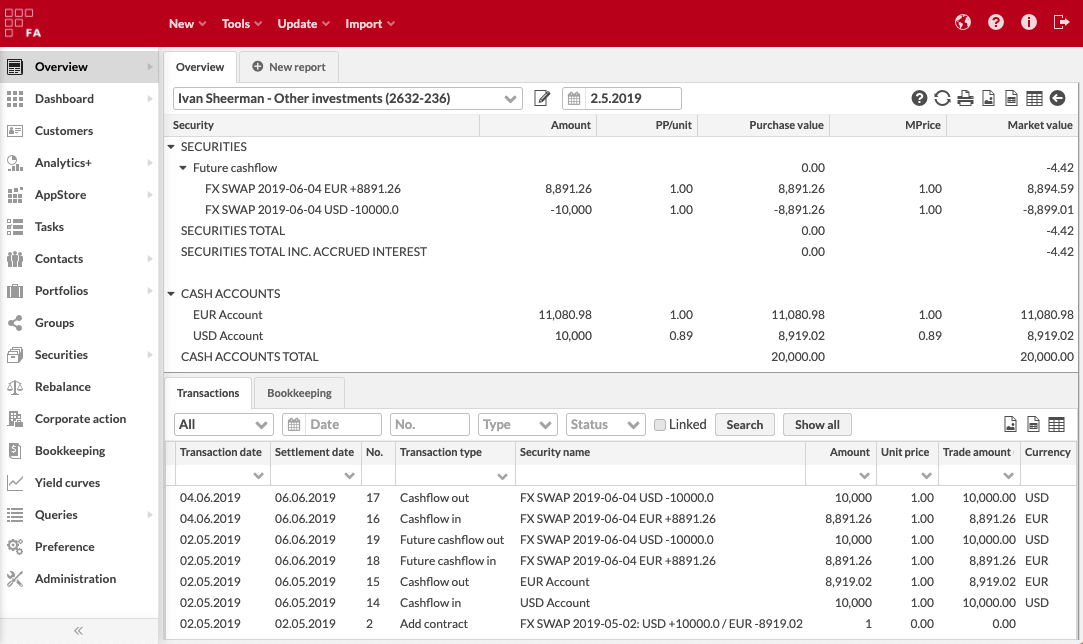 FA
New Tools Update Import
Overview
Dashboard
Customers
Analytics+
AppStore
Tasks
Contacts
Portfolios
Groups
Securities
Rebalance
Corporate action
Bookkeeping
Yield curves
Queries
Preference
Administration
Overview New report
Ivan Sheerman - Other investments (2632-236) 2.5.2019
Security Amount PP/unit Purchase value MPrice Market value
SECURITIES
Future cashflow 0.00 -4.42
FX SWAP 2019-06-04 EUR +8891.26 8,891.26 1.00 8,891.26 1.00 8,894.59
FX SWAP 2019-06-04 USD -10000.0 -10,000 1.00 -8,891.26 1.00 -8,899.01
SECURITIES TOTAL 0.00 -4.42
SECURITIES TOTAL INC. ACCRUED INTEREST 0.00 -4.42
CASH ACCOUNTS
EUR Account 11,080.98 1.00 11,080.98 1.00 11,080.98
USD Account 10,000 0.89 8,919.02 0.89 8,919.02
CASH ACCOUNTS TOTAL 20,000.00 20,000.00
Transactions Bookkeeping
All Date No. Type Status Linked Search Show all
Transaction date Settlement date No. Transaction type Security name Amount Unit price Trade amount Currency
04.06.2019 06.06.2019 17 Cashflow out FX SWAP 2019-06-04 USD -10000.0 10,000 1.00 10,000.00 USD
04.06.2019 06.06.2019 16 Cashflow in FX SWAP 2019-06-04 EUR +8891.26 8,891.26 1.00 8,891.26 EUR
02.05.2019 06.06.2019 19 Future cashflow out FX SWAP 2019-06-04 USD -10000.0 10,000 1.00 10,000.00 USD
02.05.2019 06.06.2019 18 Future cashflow in FX SWAP 2019-06-04 EUR +8891.26 8,891.26 1.00 8,891.26 EUR
02.05.2019 06.05.2019 15 Cashflow out EUR Account 8,919.02 1.00 8,919.02 EUR
02.05.2019 06.05.2019 14 Cashflow in USD Account 10,000 1.00 10,000.00 USD
02.05.2019 02.05.2019 2 Add contract FX SWAP 2019-05-02: USD +10000.0 / EUR -8919.02 1 0.00 0.00